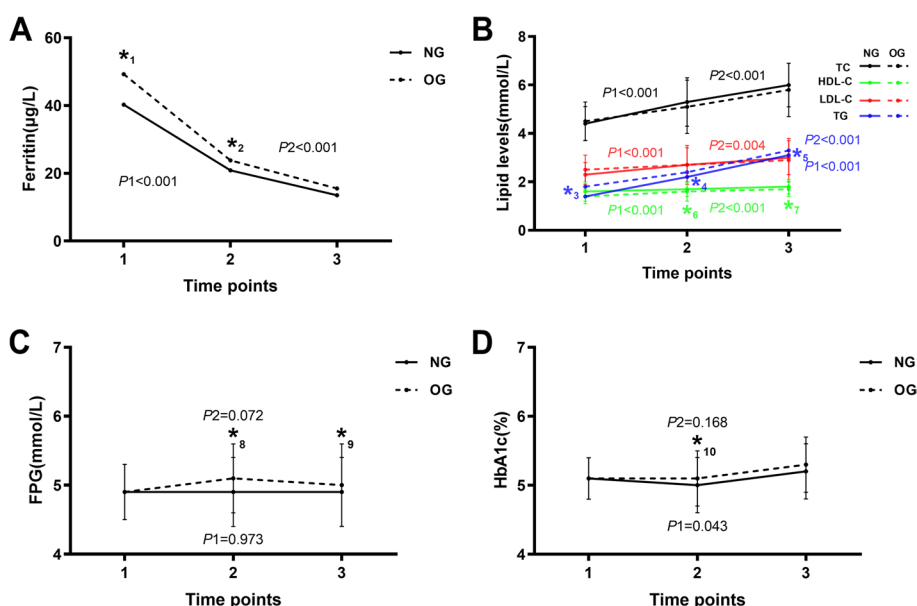 A
60
40
20
0
Ferritin(µg/L)
*1
*2
P2<0.001
P1<0.001
1 2 3
Time points
NG
OG
B
8
6
4
2
0
Lipid levels(mmol/L)
NG OG
TC
HDL-C
LDL-C
TG
P2<0.001
P1<0.001
P2<0.001
P1<0.001
P2=0.004
*5
P1<0.001
*3
*4
P1<0.001
*6
P2<0.001
*7
1 2 3
Time points
C
7
6
5
4
FPG(mmol/L)
NG
OG
P2=0.072
*8
*9
P1=0.973
1 2 3
Time points
D
7
6
5
4
HbA1c(%)
NG
OG
P2=0.168
*10
P1=0.043
1 2 3
Time points